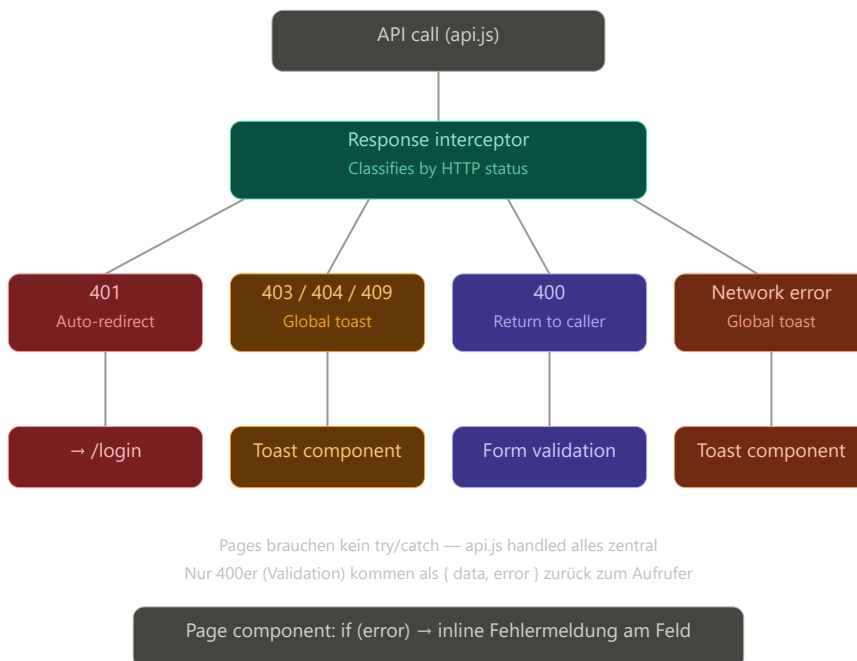 API call (api.js)
Response interceptor
Classifies by HTTP status
401
Auto-redirect
403 / 404 / 409
Global toast
400
Return to caller
Network error
Global toast
→ /login
Toast component
Form validation
Toast component
Pages brauchen kein try/catch — api.js handled alles zentral
Nur 400er (Validation) kommen als { data, error } zurück zum Aufrufer
Page component: if (error) → inline Fehlermeldung am Feld